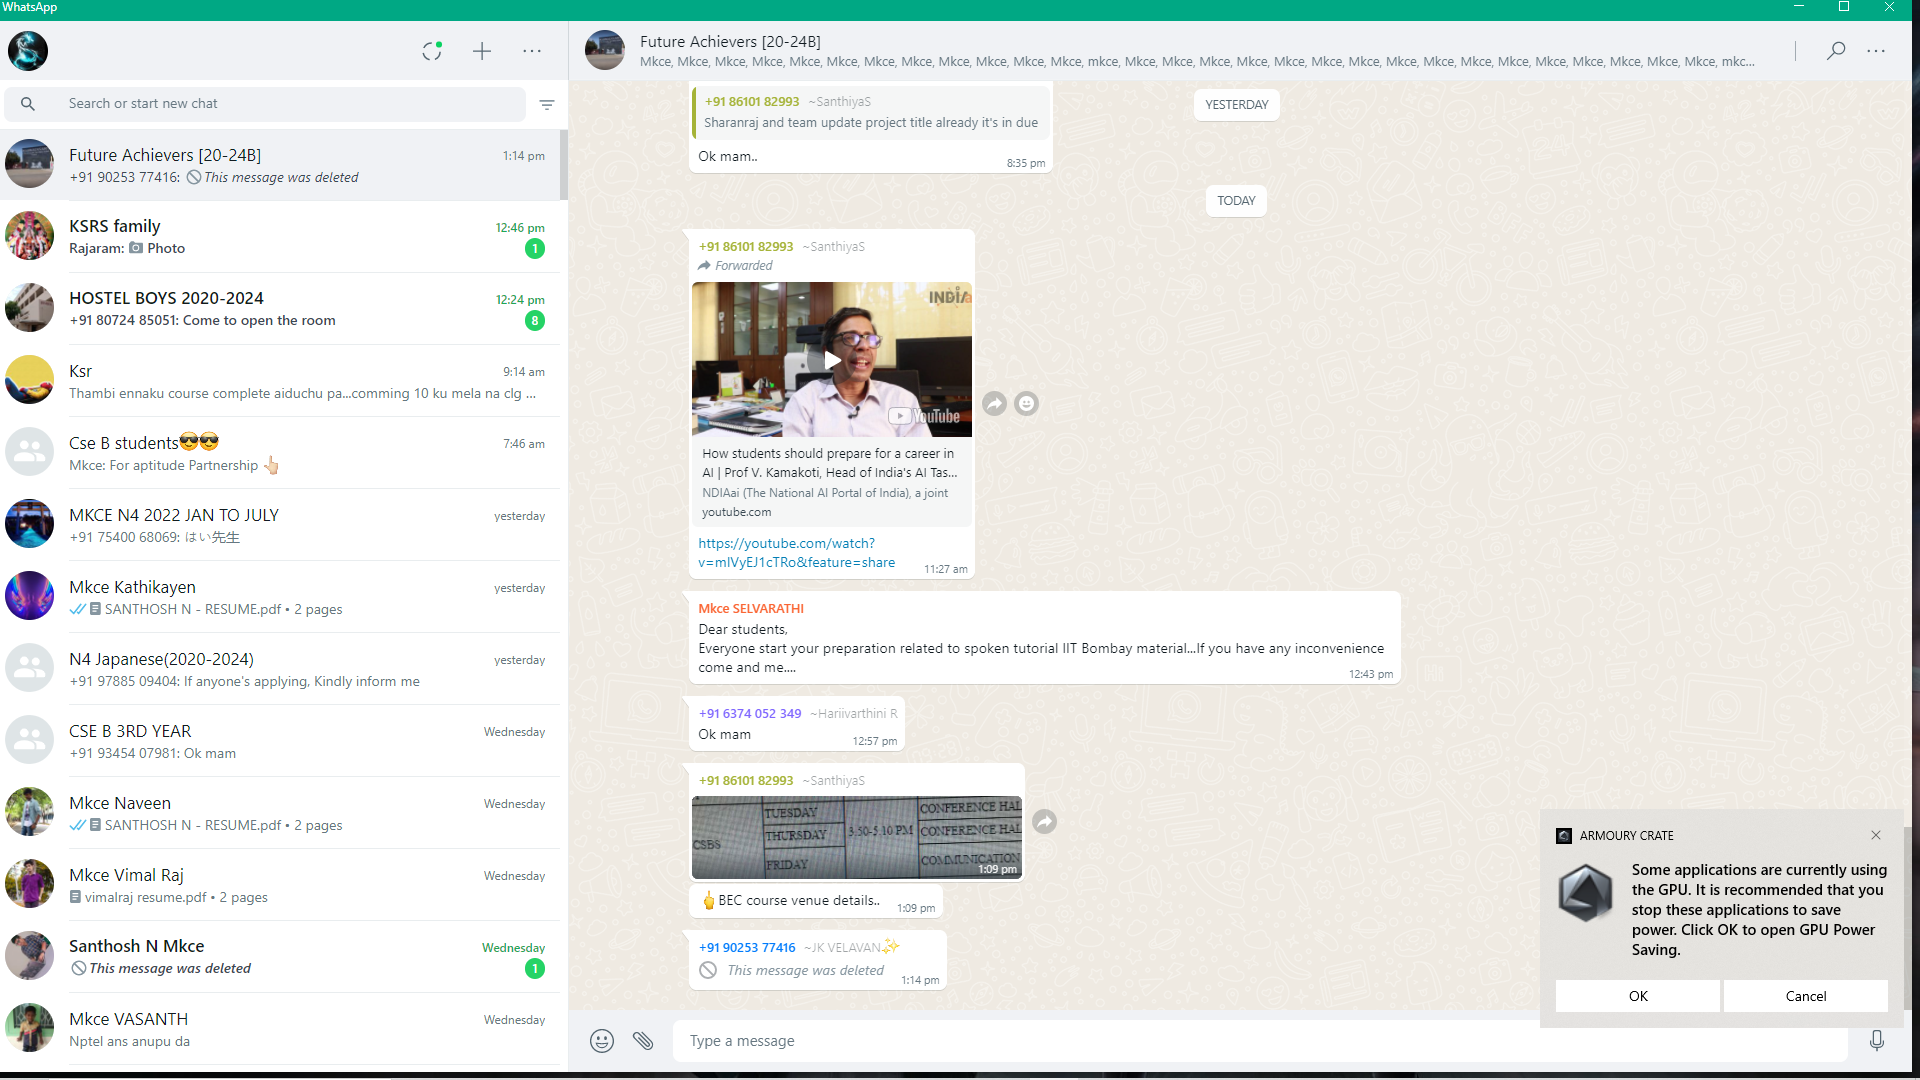 WhatsApp
Search or start new chat
Future Achievers [20-24B]
1:14 pm
+91 90253 77416: This message was deleted
KSRS family
12:46 pm
Rajaram: Photo
1
HOSTEL BOYS 2020-2024
12:24 pm
+91 80724 85051: Come to open the room
8
Ksr
9:14 am
Thambi ennaku course complete aiduchu pa...comming 10 ku mela na clg ...
Cse B students😎😎
7:46 am
Mkce: For aptitude Partnership 👆🏻
MKCE N4 2022 JAN TO JULY
yesterday
+91 75400 68069: はい先生
Mkce Kathikayen
yesterday
SANTHOSH N - RESUME.pdf • 2 pages
N4 Japanese(2020-2024)
yesterday
+91 97885 09404: If anyone's applying, Kindly inform me
CSE B 3RD YEAR
Wednesday
+91 93454 07981: Ok mam
Mkce Naveen
Wednesday
SANTHOSH N - RESUME.pdf • 2 pages
Mkce Vimal Raj
Wednesday
vimalraj resume.pdf • 2 pages
Santhosh N Mkce
Wednesday
This message was deleted
1
Mkce VASANTH
Wednesday
Nptel ans anupu da
Future Achievers [20-24B]
Mkce, Mkce, Mkce, Mkce, Mkce, Mkce, Mkce, Mkce, Mkce, Mkce, Mkce, Mkce, mkce, Mkce, Mkce, Mkce, Mkce, Mkce, Mkce, Mkce, Mkce, Mkce, Mkce, Mkce, Mkce, Mkce, Mkce, Mkce, Mkce, mkc...
YESTERDAY
+91 86101 82993 ~SanthiyaS
Sharanraj and team update project title already it's in due
Ok mam..
8:35 pm
TODAY
+91 86101 82993 ~SanthiyaS
Forwarded
INDIAa
YouTube
How students should prepare for a career in
AI | Prof V. Kamakoti, Head of India's AI Tas...
NDIAai (The National AI Portal of India), a joint
youtube.com
https://youtube.com/watch?
v=mIVyEJ1cTRo&feature=share
11:27 am
Mkce SELVARATHI
Dear students,
Everyone start your preparation related to spoken tutorial IIT Bombay material...If you have any inconvenience
come and me....
12:43 pm
+91 6374 052 349 ~Hariivarthini R
Ok mam
12:57 pm
+91 86101 82993 ~SanthiyaS
TUESDAY CONFERENCE HAL
THURSDAY 3.50-5.10 PM CONFERENCE HAL
CSBS
FRIDAY COMMUNICATION
1:09 pm
👆BEC course venue details..
1:09 pm
+91 90253 77416 ~JK VELAVAN✨
This message was deleted
1:14 pm
Type a message
ARMOURY CRATE
Some applications are currently using
the GPU. It is recommended that you
stop these applications to save
power. Click OK to open GPU Power
Saving.
OK
Cancel